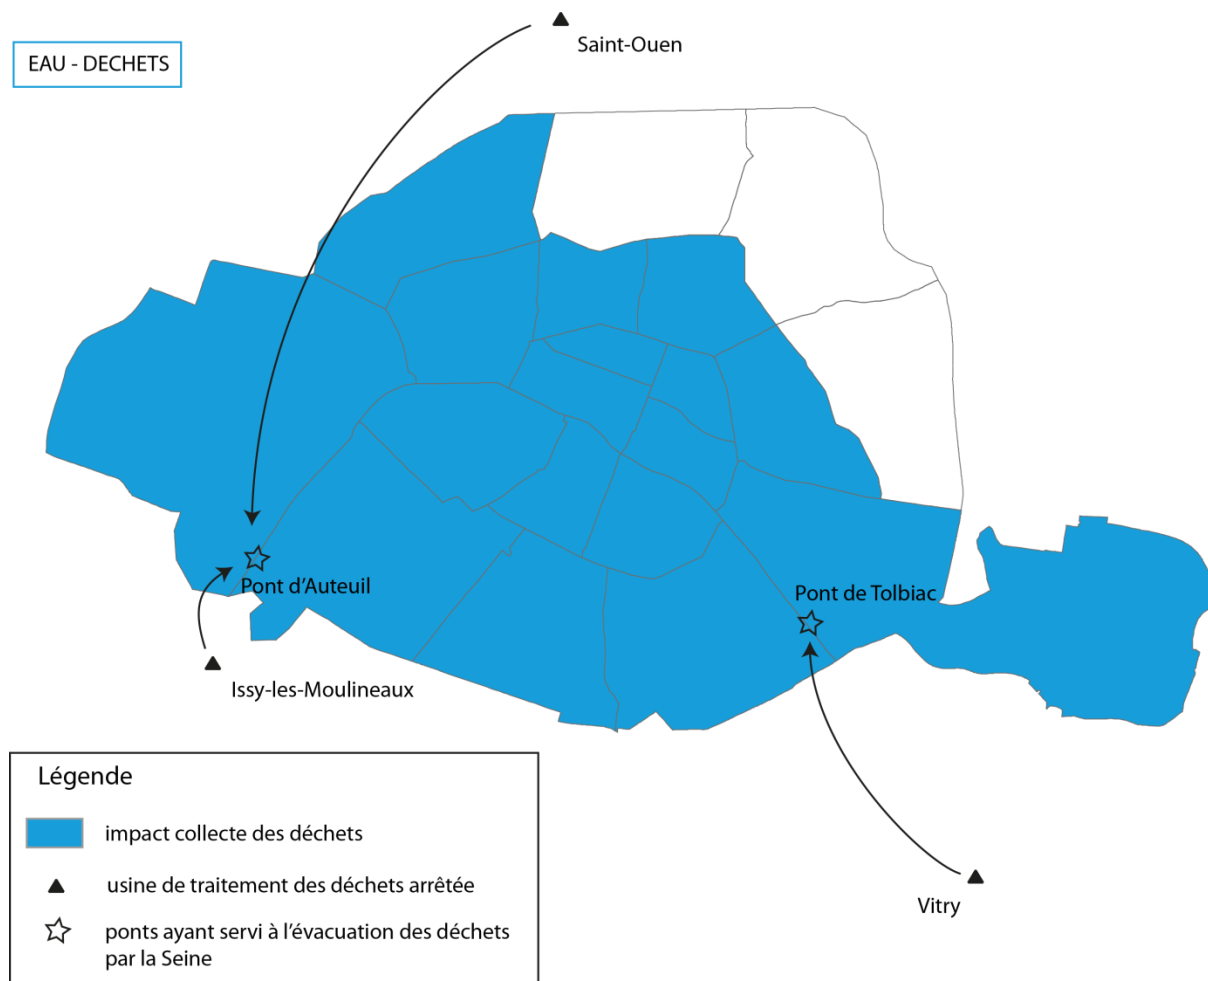 EAU - DECHETS
Saint-Ouen
Pont d'Auteuil
Pont de Tolbiac
Issy-les-Moulineaux
Vitry
Légende
impact collecte des déchets
usine de traitement des déchets arrêtée
ponts ayant servi à l'évacuation des déchets
par la Seine